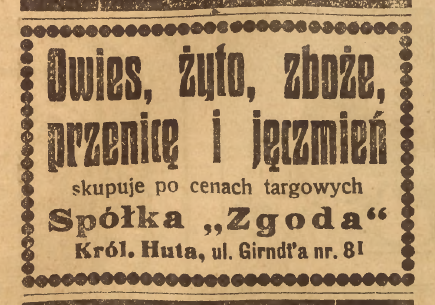 Owies, żyto, zboże,
przenicę i jęczmień
skupuje po cenach targowych
Spółka „Zgoda“
Król. Huta, ul. Girndt'a nr. 81